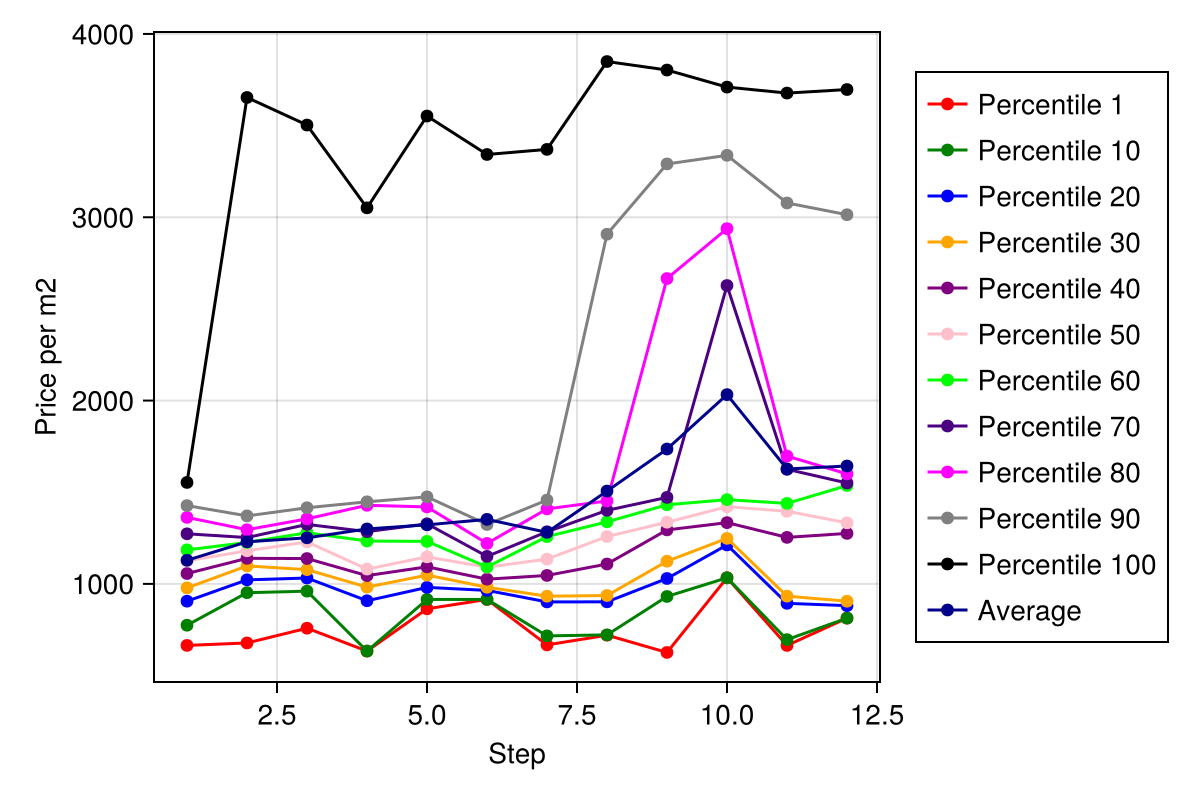 4000
3000
2000
1000
Price per m2
2.5 5.0 7.5 10.0 12.5
Step
Percentile 1
Percentile 10
Percentile 20
Percentile 30
Percentile 40
Percentile 50
Percentile 60
Percentile 70
Percentile 80
Percentile 90
Percentile 100
Average